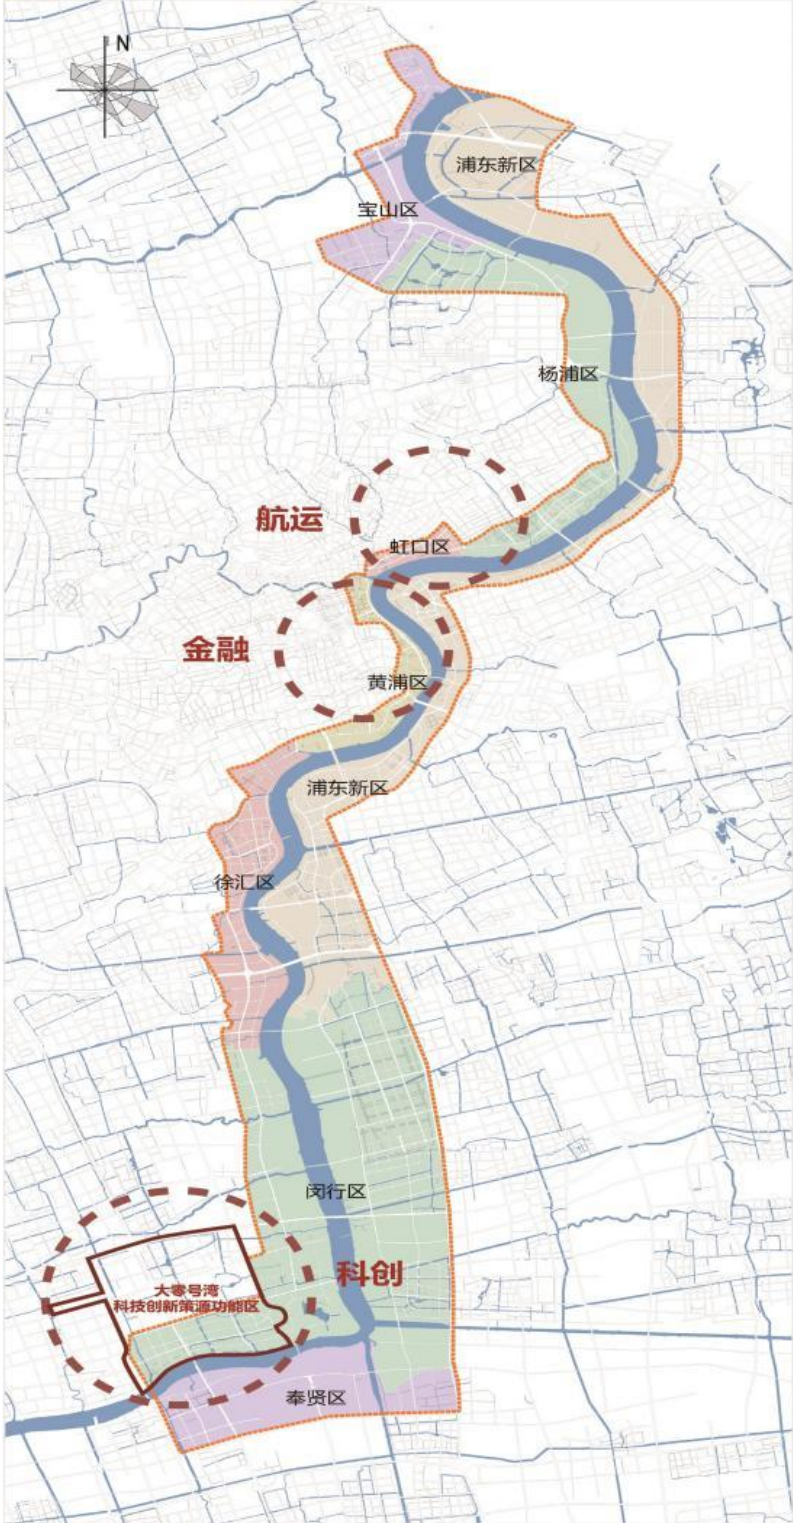 N
浦东新区
宝山区
杨浦区
航运
虹口区
金融
黄浦区
浦东新区
徐汇区
闵行区
科创
大零号湾
科技创新策源功能区
奉贤区